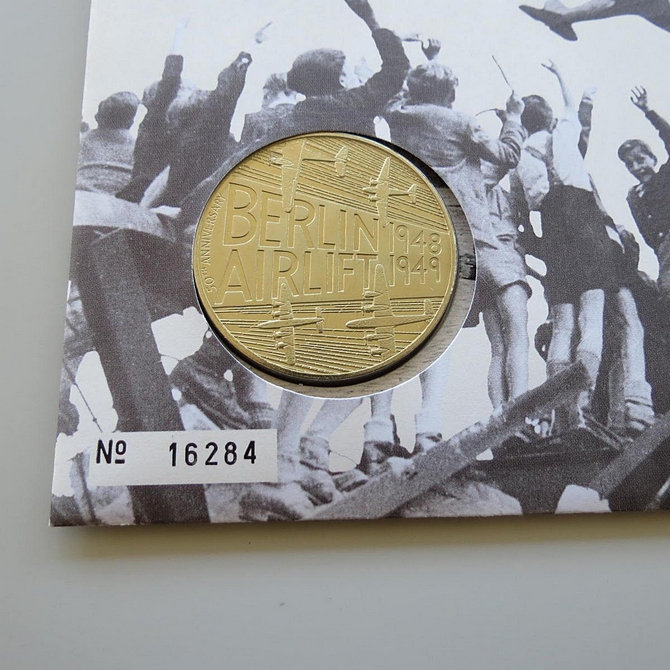 50TH ANNIVERSARY
BERLIN 1948
AIRLIFT 1949
Nº 16284